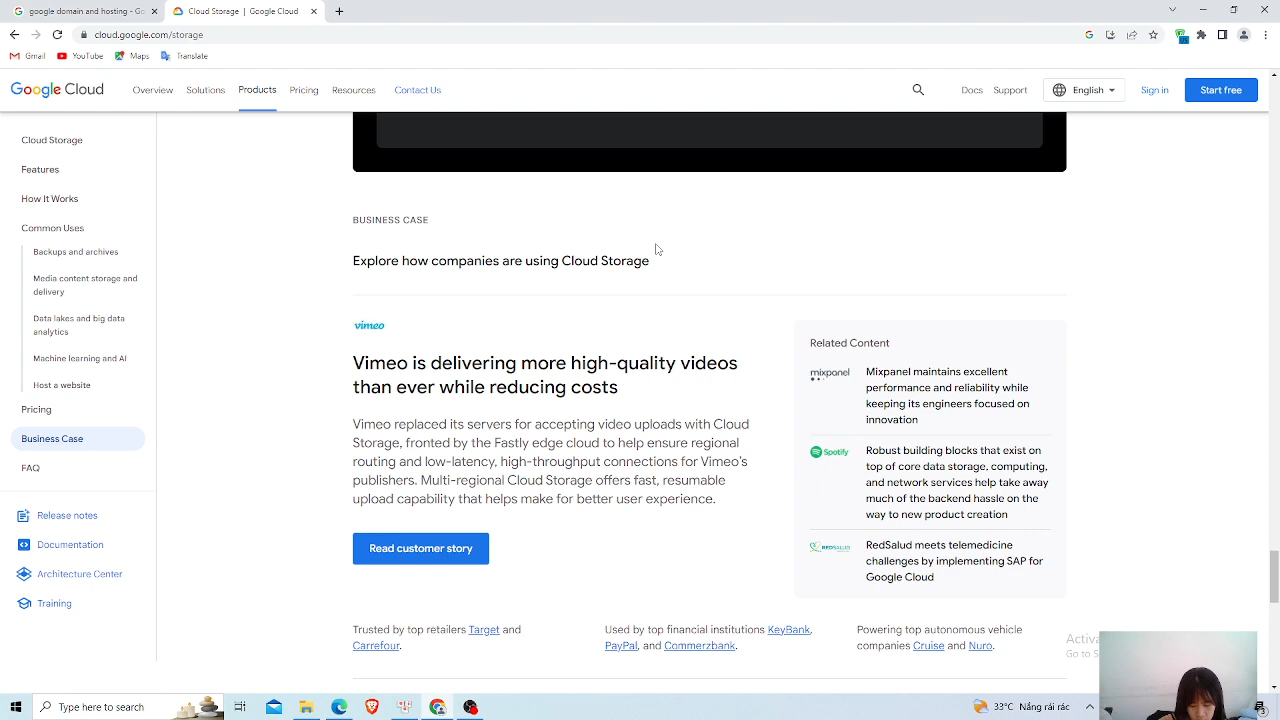 google domain and hosting - Go
Cloud Storage | Google Cloud
cloud.google.com/storage
Gmail
YouTube
Maps
Translate
Google Cloud
Overview
Solutions
Products
Pricing
Resources
Contact Us
Docs
Support
English
Sign in
Start free
Cloud Storage
Features
How It Works
Common Uses
Backups and archives
Media content storage and
delivery
Data lakes and big data
analytics
Machine learning and AI
Host a website
Pricing
Business Case
FAQ
Release notes
Documentation
Architecture Center
Training
BUSINESS CASE
Explore how companies are using Cloud Storage
vimeo
Vimeo is delivering more high-quality videos
than ever while reducing costs
Vimeo replaced its servers for accepting video uploads with Cloud
Storage, fronted by the Fastly edge cloud to help ensure regional
routing and low-latency, high-throughput connections for Vimeo's
publishers. Multi-regional Cloud Storage offers fast, resumable
upload capability that helps make for better user experience.
Read customer story
Related Content
mixpanel
Mixpanel maintains excellent
performance and reliability while
keeping its engineers focused on
innovation
Spotify
Robust building blocks that exist on
top of core data storage, computing,
and network services help take away
much of the backend hassle on the
way to new product creation
REDSALUD
RedSalud meets telemedicine
challenges by implementing SAP for
Google Cloud
Trusted by top retailers Target and
Carrefour.
Used by top financial institutions KeyBank,
PayPal, and Commerzbank.
Powering top autonomous vehicle
companies Cruise and Nuro.
Activa
Go to S
Type here to search
33°C Nắng rải rác